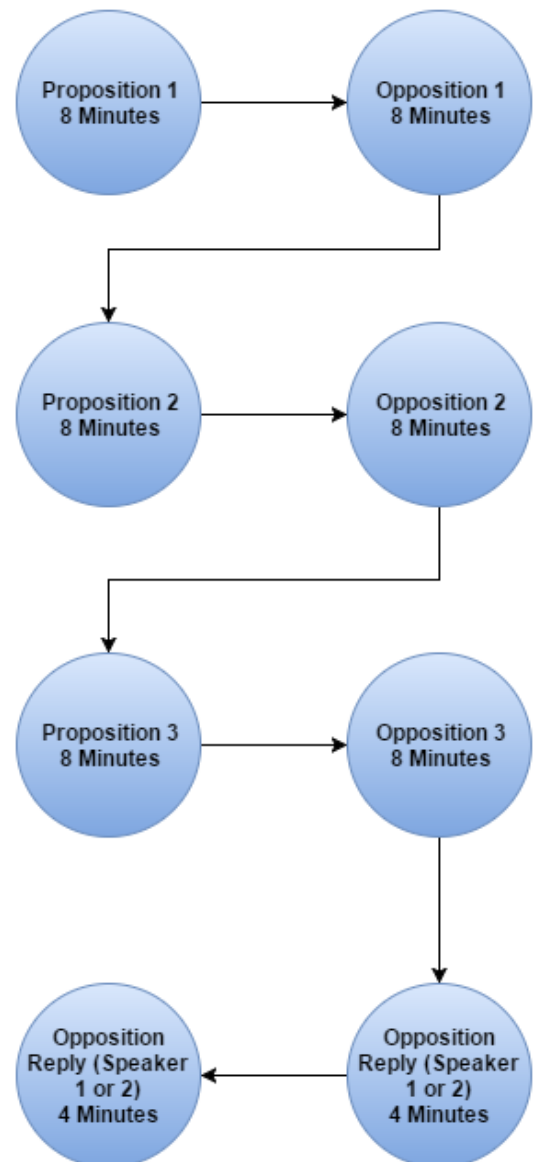 Proposition 1
8 Minutes
Opposition 1
8 Minutes
Proposition 2
8 Minutes
Opposition 2
8 Minutes
Proposition 3
8 Minutes
Opposition 3
8 Minutes
Opposition
Reply (Speaker
1 or 2)
4 Minutes
Opposition
Reply (Speaker
1 or 2)
4 Minutes